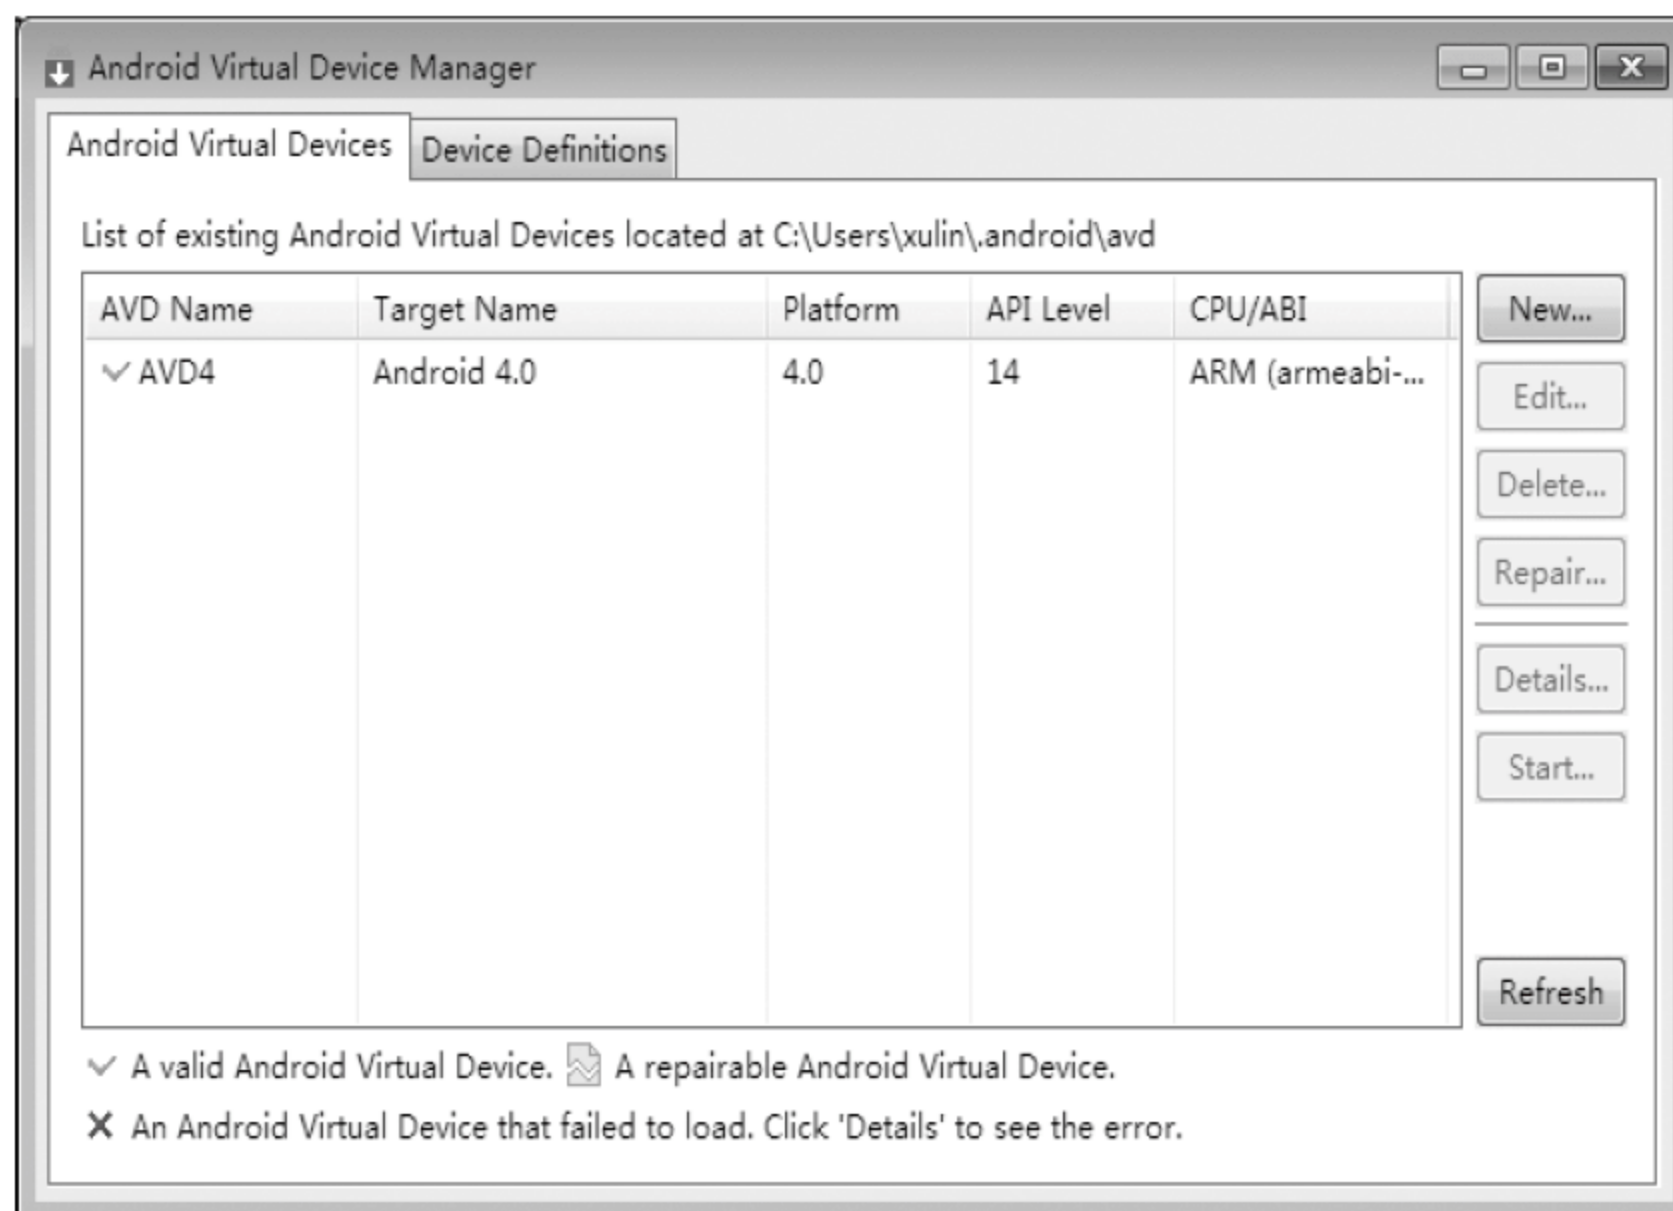 Android Virtual Device Manager
Android Virtual Devices Device Definitions
List of existing Android Virtual Devices located at C:\Users\xulin\.android\avd
AVD Name Target Name Platform API Level CPU/ABI
AVD4 Android 4.0 4.0 14 ARM (armeabi-...
New...
Edit...
Delete...
Repair...
Details...
Start...
Refresh
A valid Android Virtual Device. A repairable Android Virtual Device.
An Android Virtual Device that failed to load. Click 'Details' to see the error.